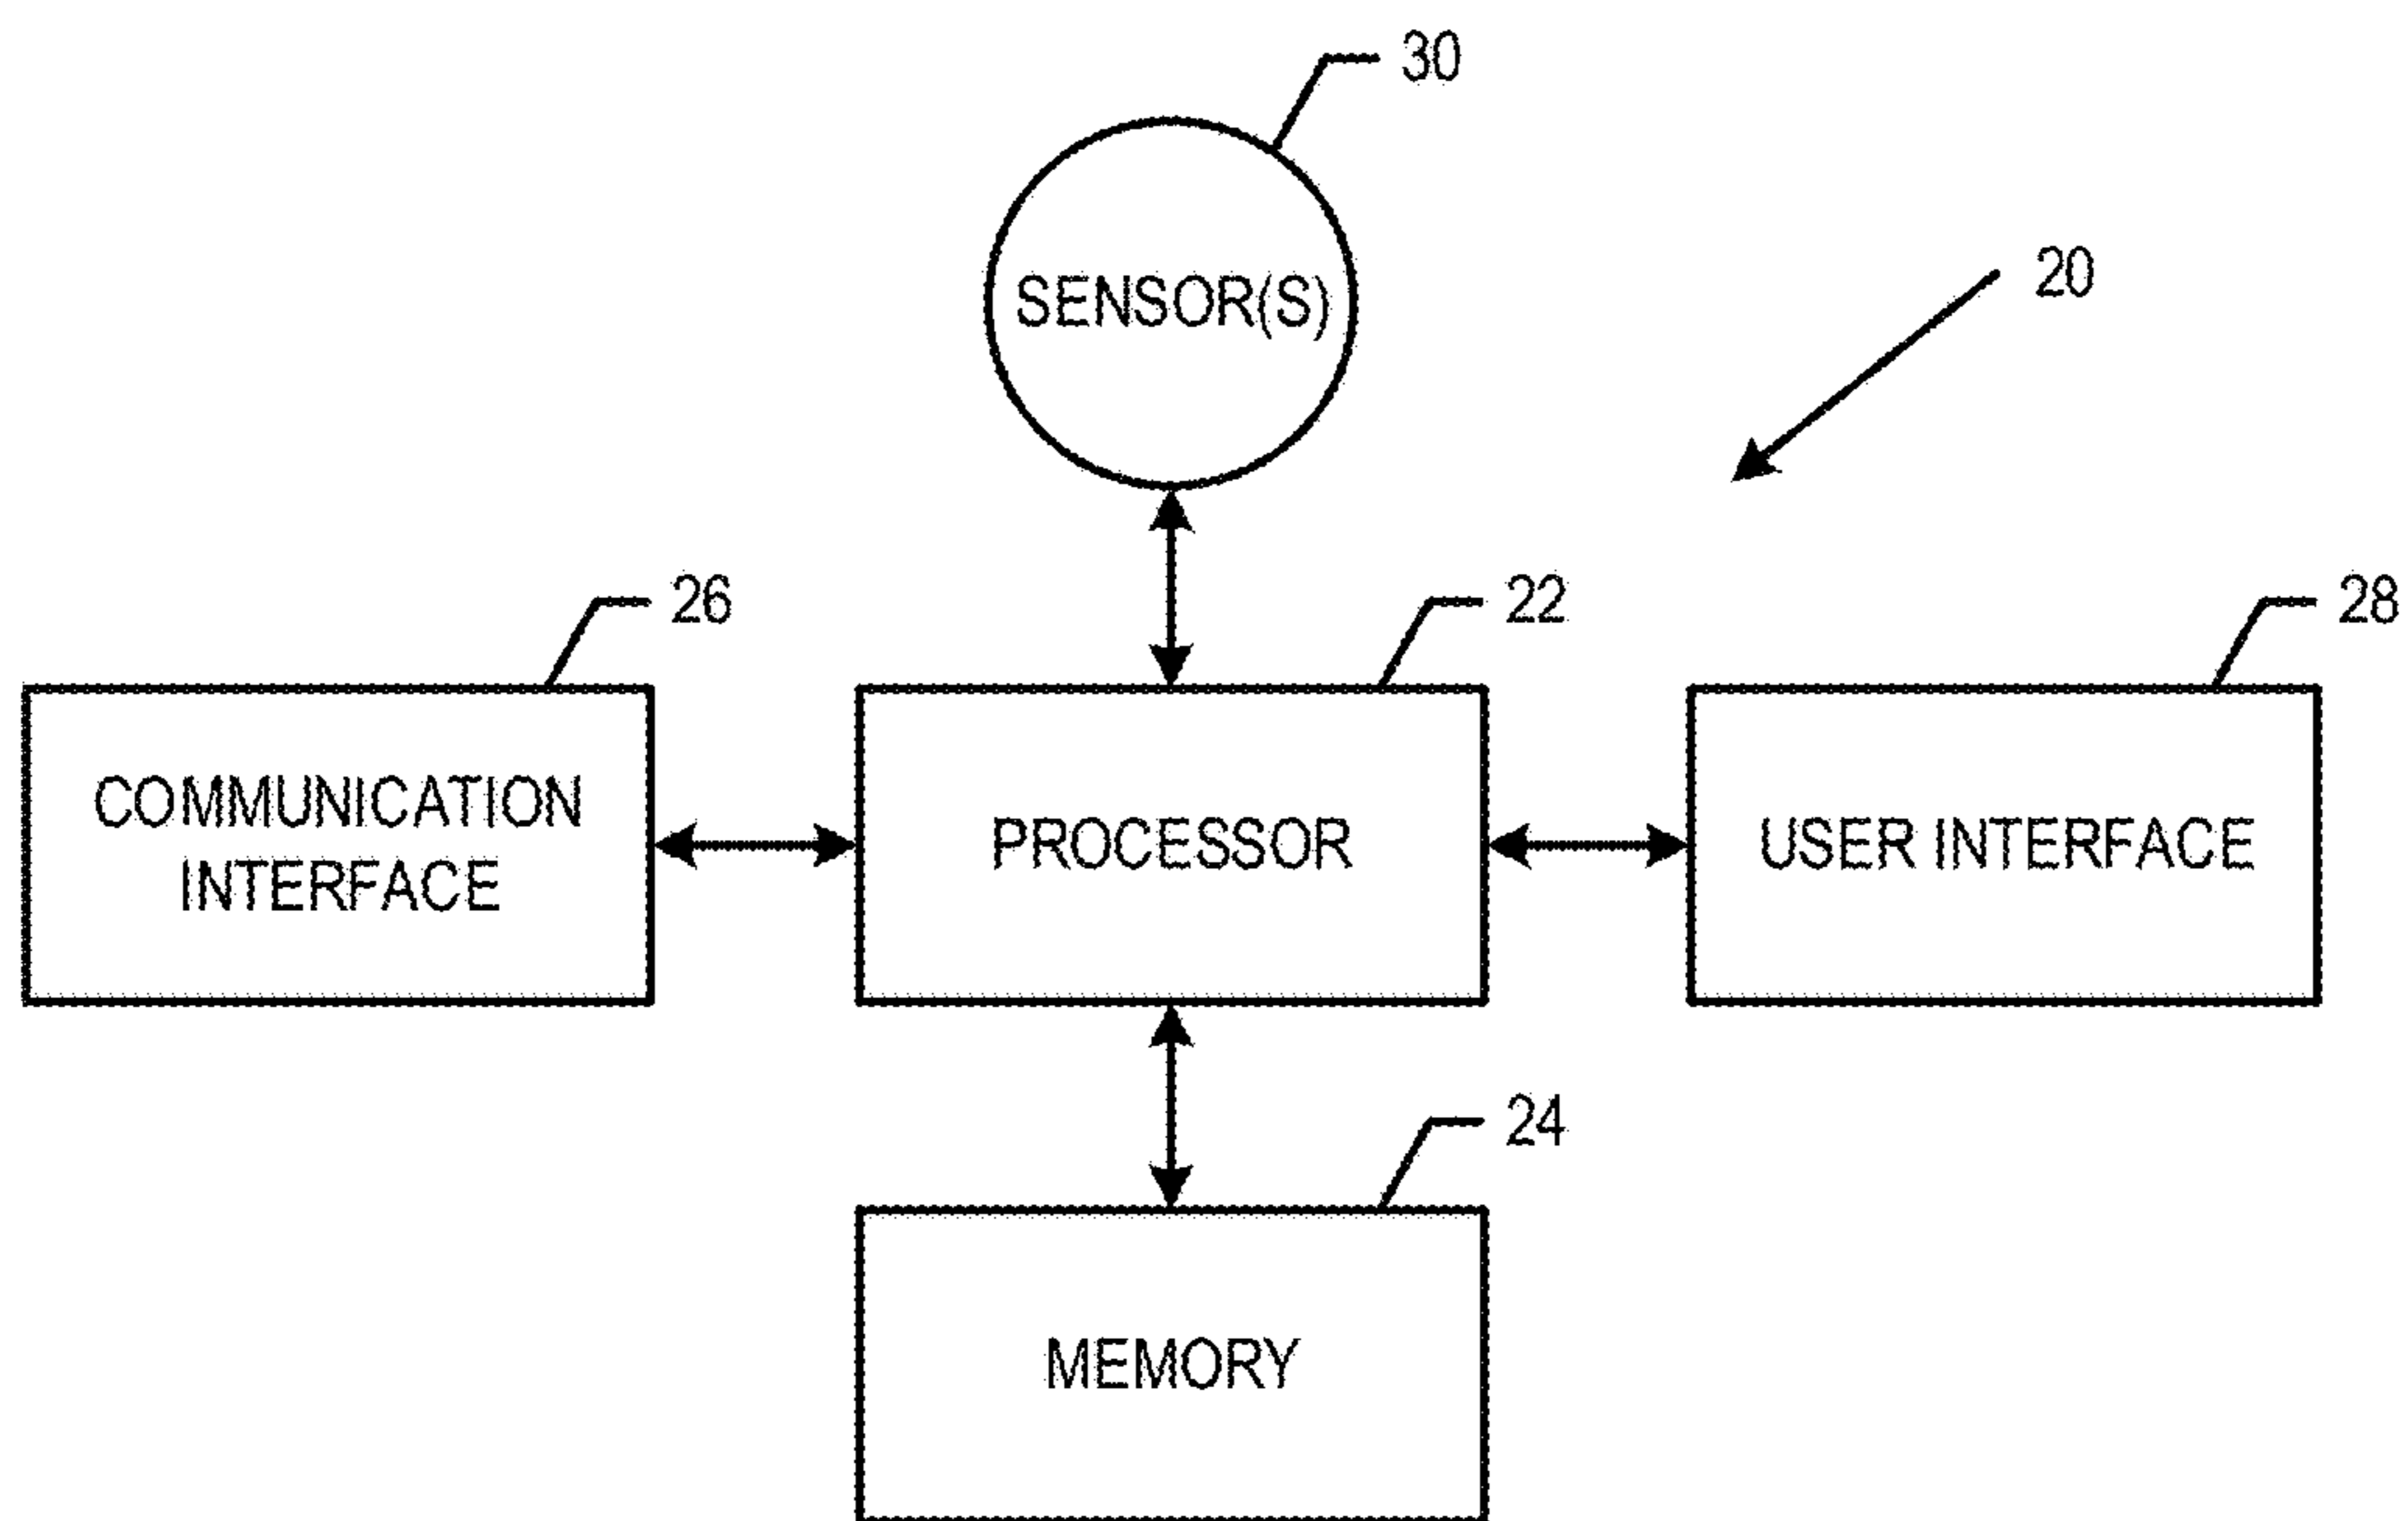 30
SENSOR(S)
20
26
22
28
COMMUNICATION
INTERFACE
PROCESSOR
USER INTERFACE
24
MEMORY